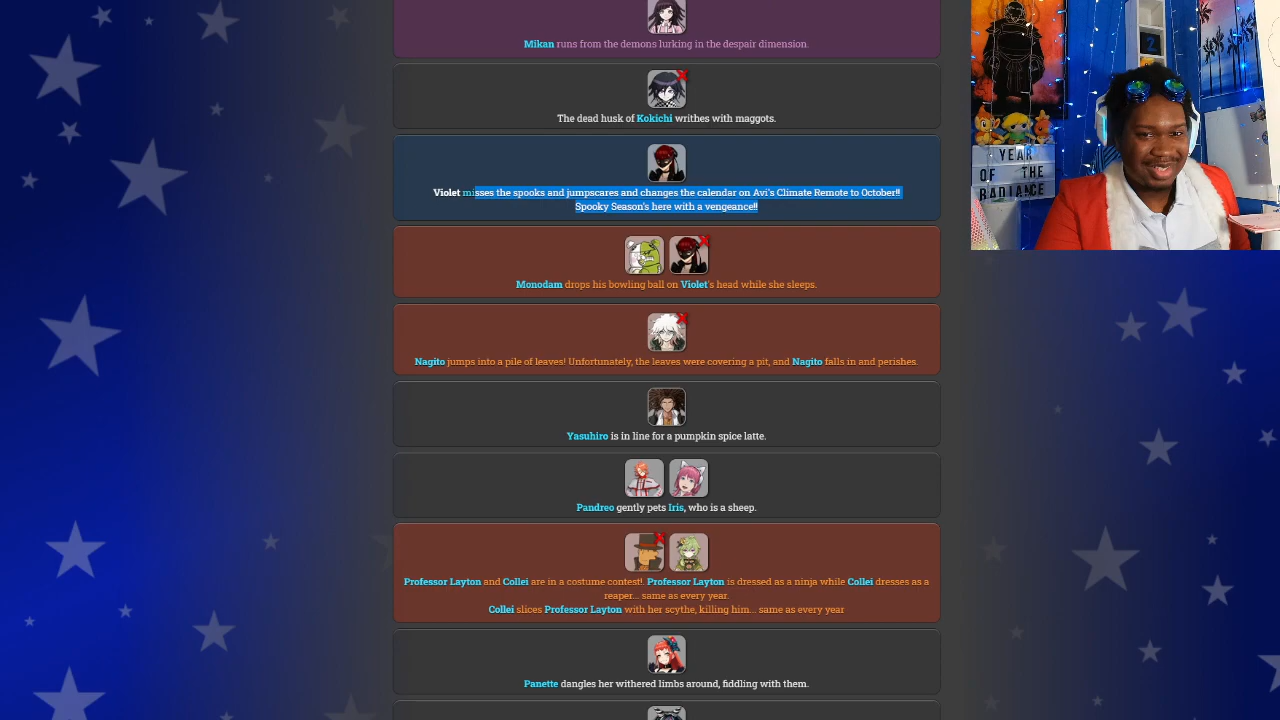 Mikan runs from the demons lurking in the despair dimension.
The dead husk of Kokichi writhes with maggots.
Violet misses the spooks and jumpscares and changes the calendar on Avi's Climate Remote to October!!
Spooky Season's here with a vengeance!!
Monodam drops his bowling ball on Violet's head while she sleeps.
Nagito jumps into a pile of leaves! Unfortunately, the leaves were covering a pit, and Nagito falls in and perishes.
Yasuhiro is in line for a pumpkin spice latte.
Pandreo gently pets Iris, who is a sheep.
Professor Layton and Collei are in a costume contest!. Professor Layton is dressed as a ninja while Collei dresses as a
reaper... same as every year.
Collei slices Professor Layton with her scythe, killing him... same as every year
Panette dangles her withered limbs around, fiddling with them.
2
YEAR
OF THE
RADIANCE